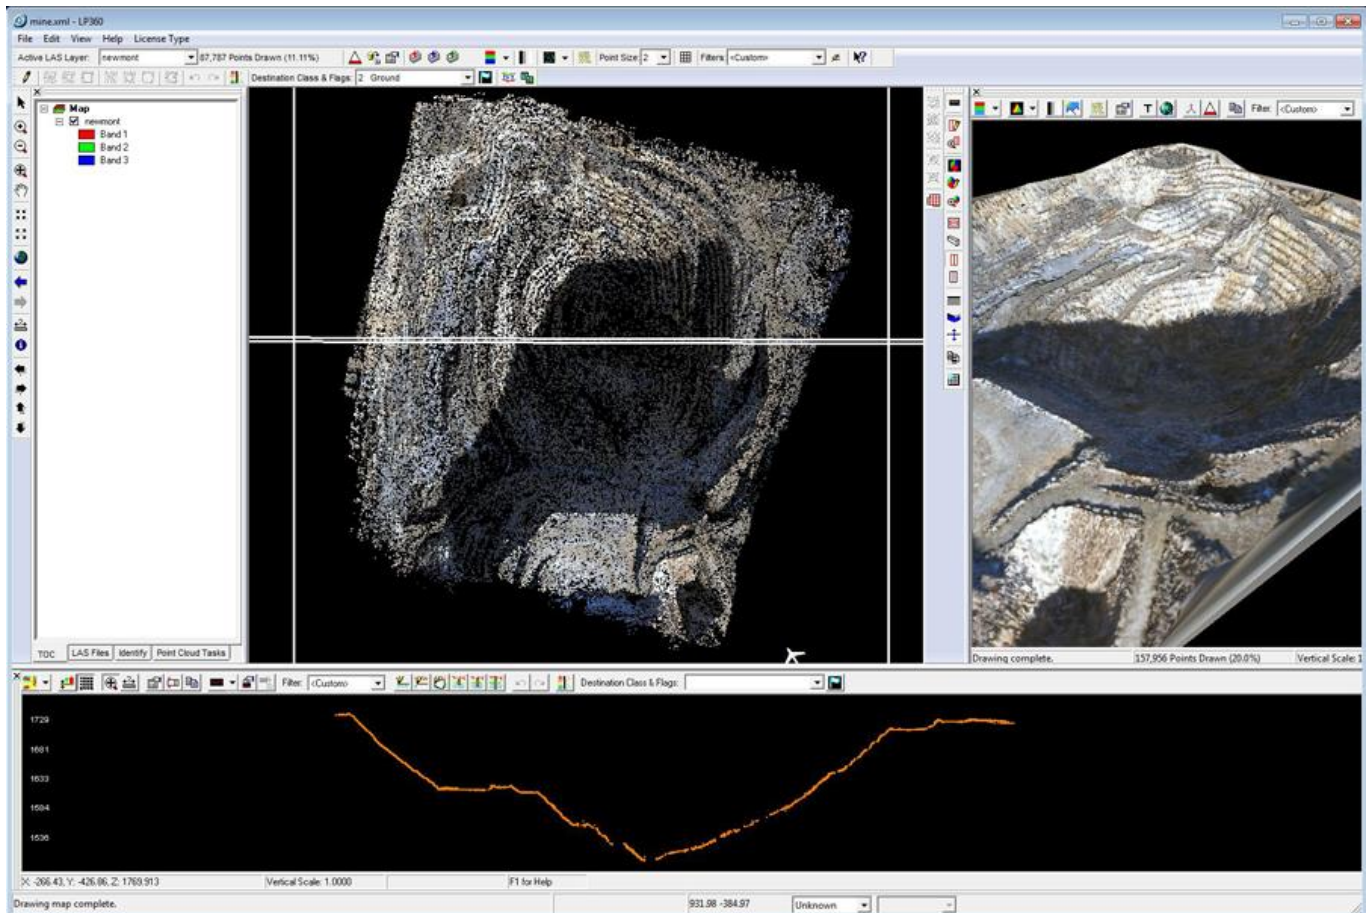 mine.xml - LP360
File Edit View Help License Type
Active LAS Layer: newmont 87,787 Points Drawn (11.11%) Point Size: 2 Filters: <Custom>
Destination Class & Flags: 2 Ground
Map
newmont
Band 1
Band 2
Band 3
TOC LAS Files Identify Point Cloud Tasks
T Filter: <Custom>
Drawing complete. 157,956 Points Drawn (20.0%) Vertical Scale: 1
Filter: <Custom> Destination Class & Flags:
1729
1681
1633
1584
1536
X: -266.43, Y: -426.86, Z: 1769.913 Vertical Scale: 1.0000 F1 for Help
Drawing map complete. 931.98 -384.97 Unknown